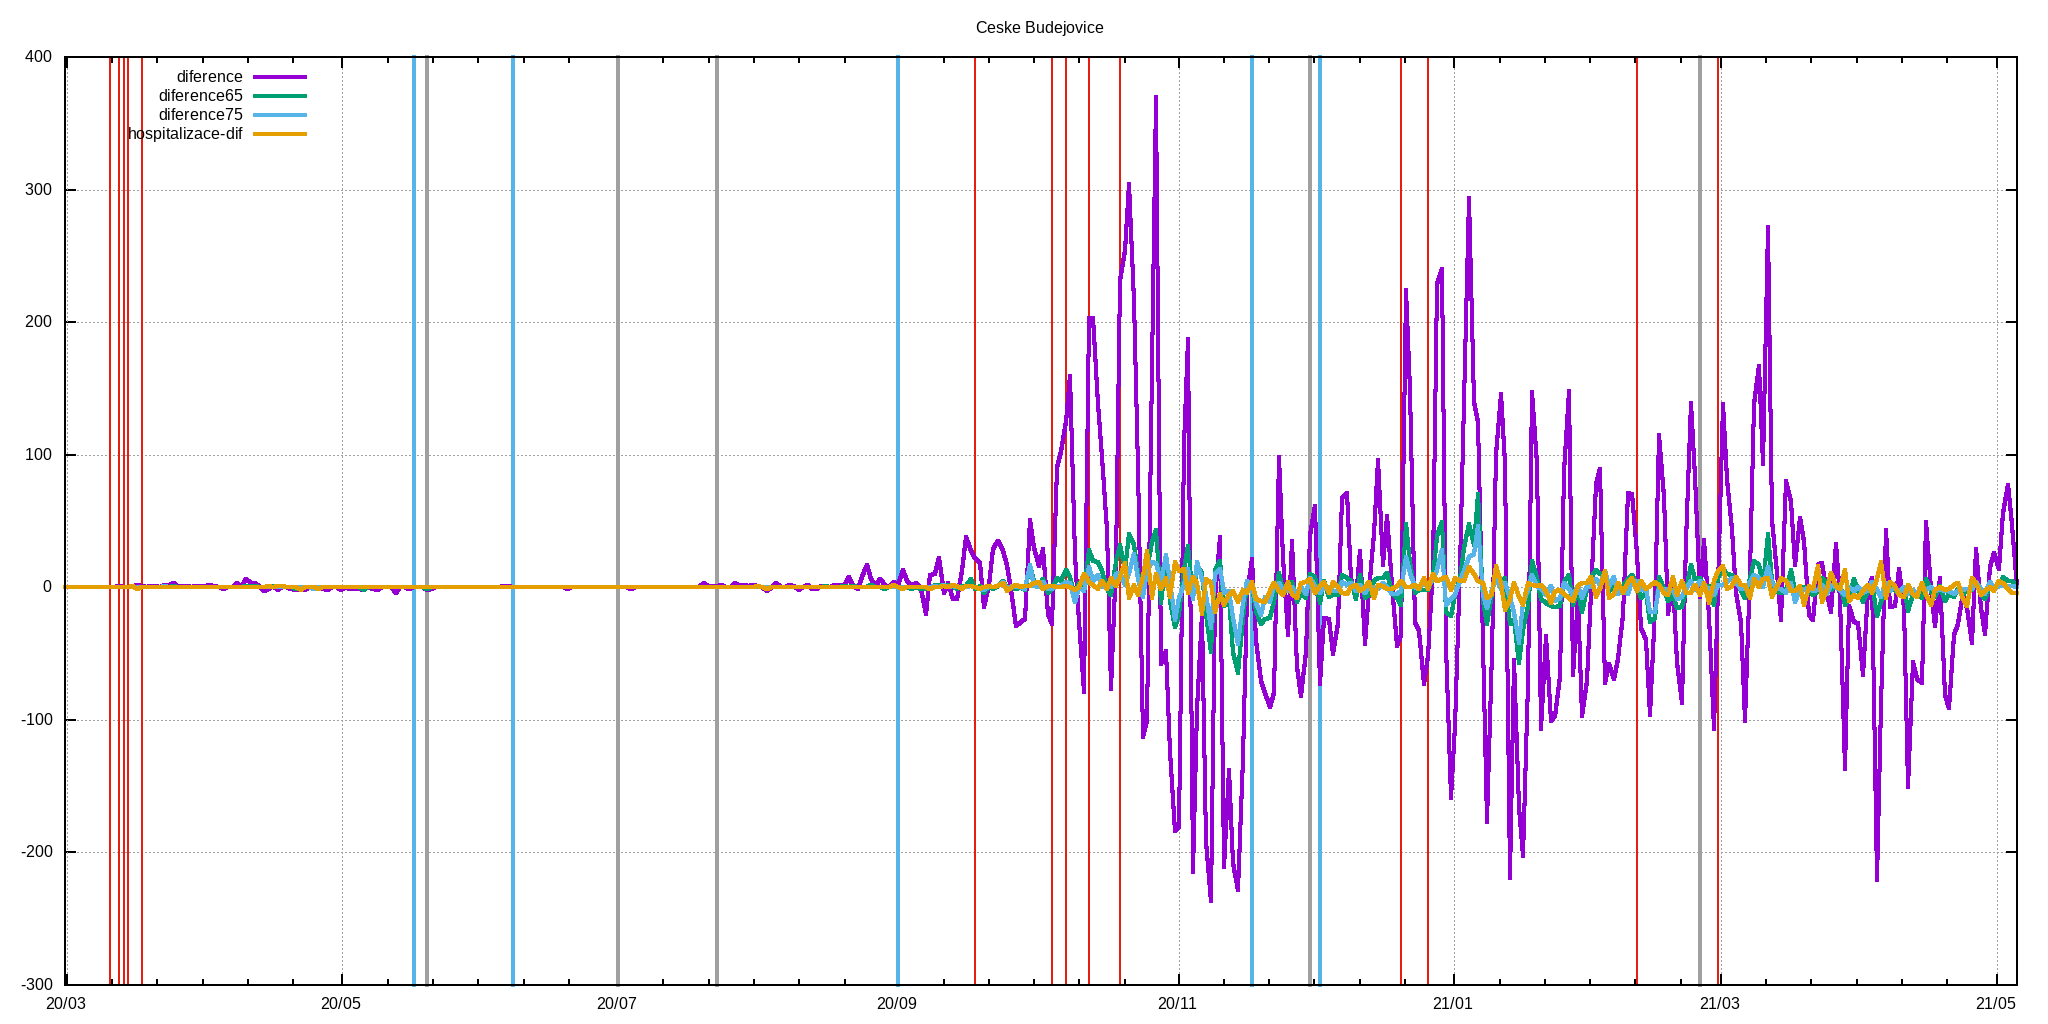 Ceske Budejovice
400
300
200
100
0
-100
-200
-300
diference
diference65
diference75
hospitalizace-dif
20/03 20/05 20/07 20/09 20/11 21/01 21/03 21/05